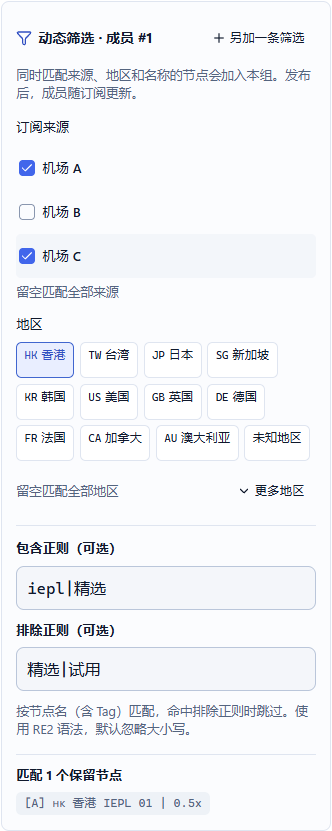 动态筛选 · 成员 #1
+ 另加一条筛选
同时匹配来源、地区和名称的节点会加入本组。发布
后，成员随订阅更新。
订阅来源
机场 A
机场 B
机场 C
留空匹配全部来源
地区
HK 香港
TW 台湾
JP 日本
SG 新加坡
KR 韩国
US 美国
GB 英国
DE 德国
FR 法国
CA 加拿大
AU 澳大利亚
未知地区
留空匹配全部地区
更多地区
包含正则（可选）
iepl|精选
排除正则（可选）
精选|试用
按节点名（含 Tag）匹配，命中排除正则时跳过。使
用 RE2 语法，默认忽略大小写。
匹配 1 个保留节点
[A] HK 香港 IEPL 01 | 0.5x